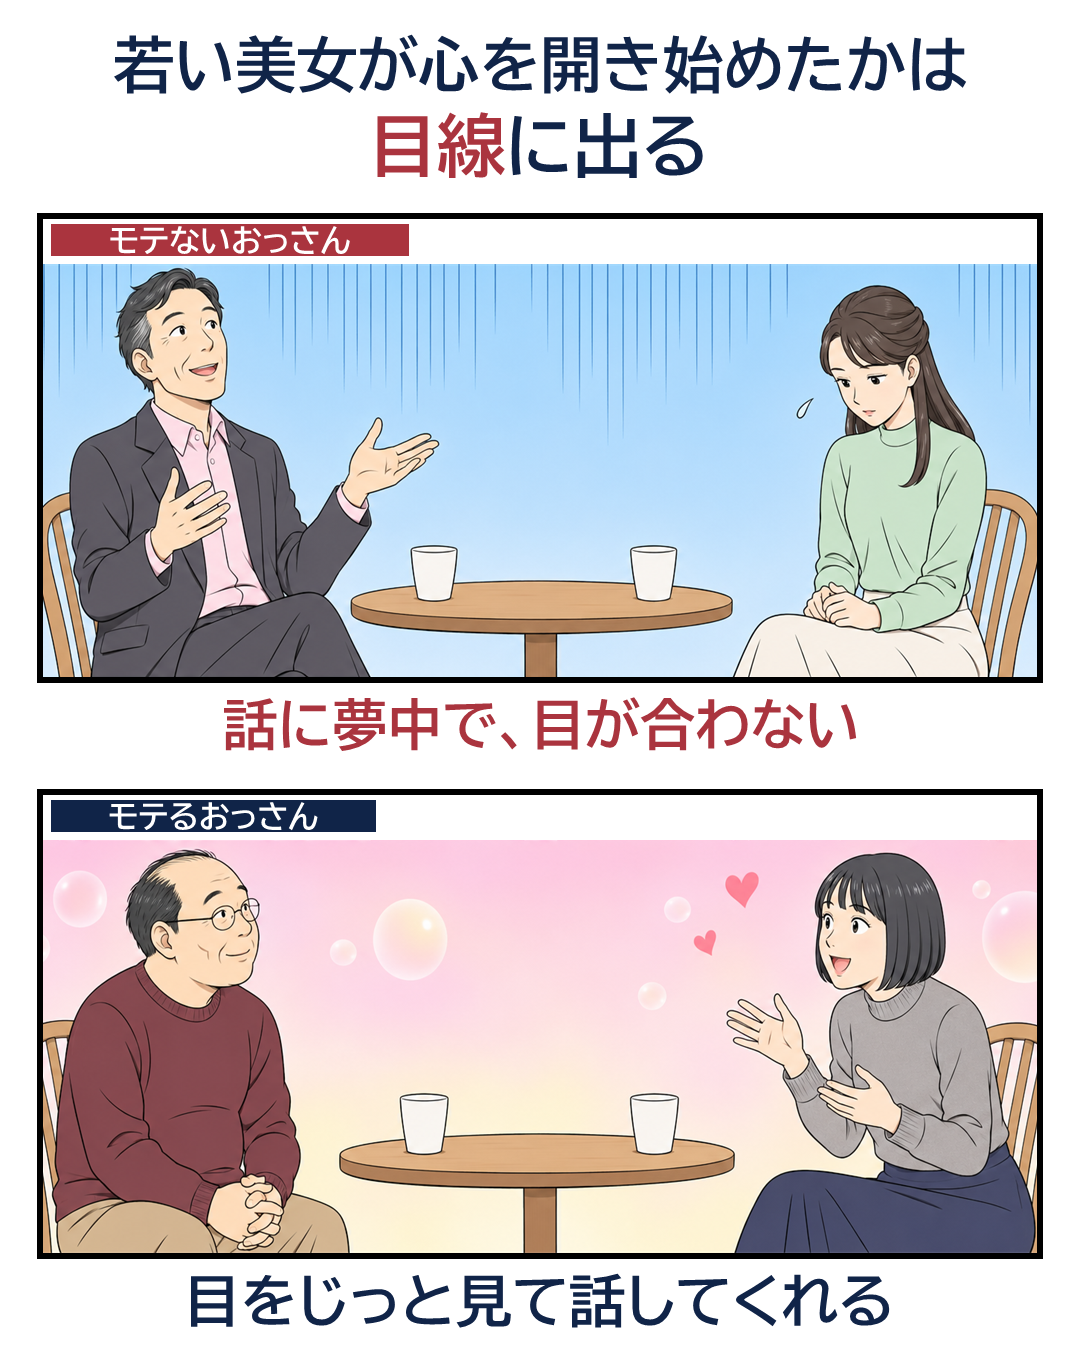 若い美女が心を開き始めたかは
目線に出る
モテないおっさん
話に夢中で、目が合わない
モテるおっさん
目をじっと見て話してくれる